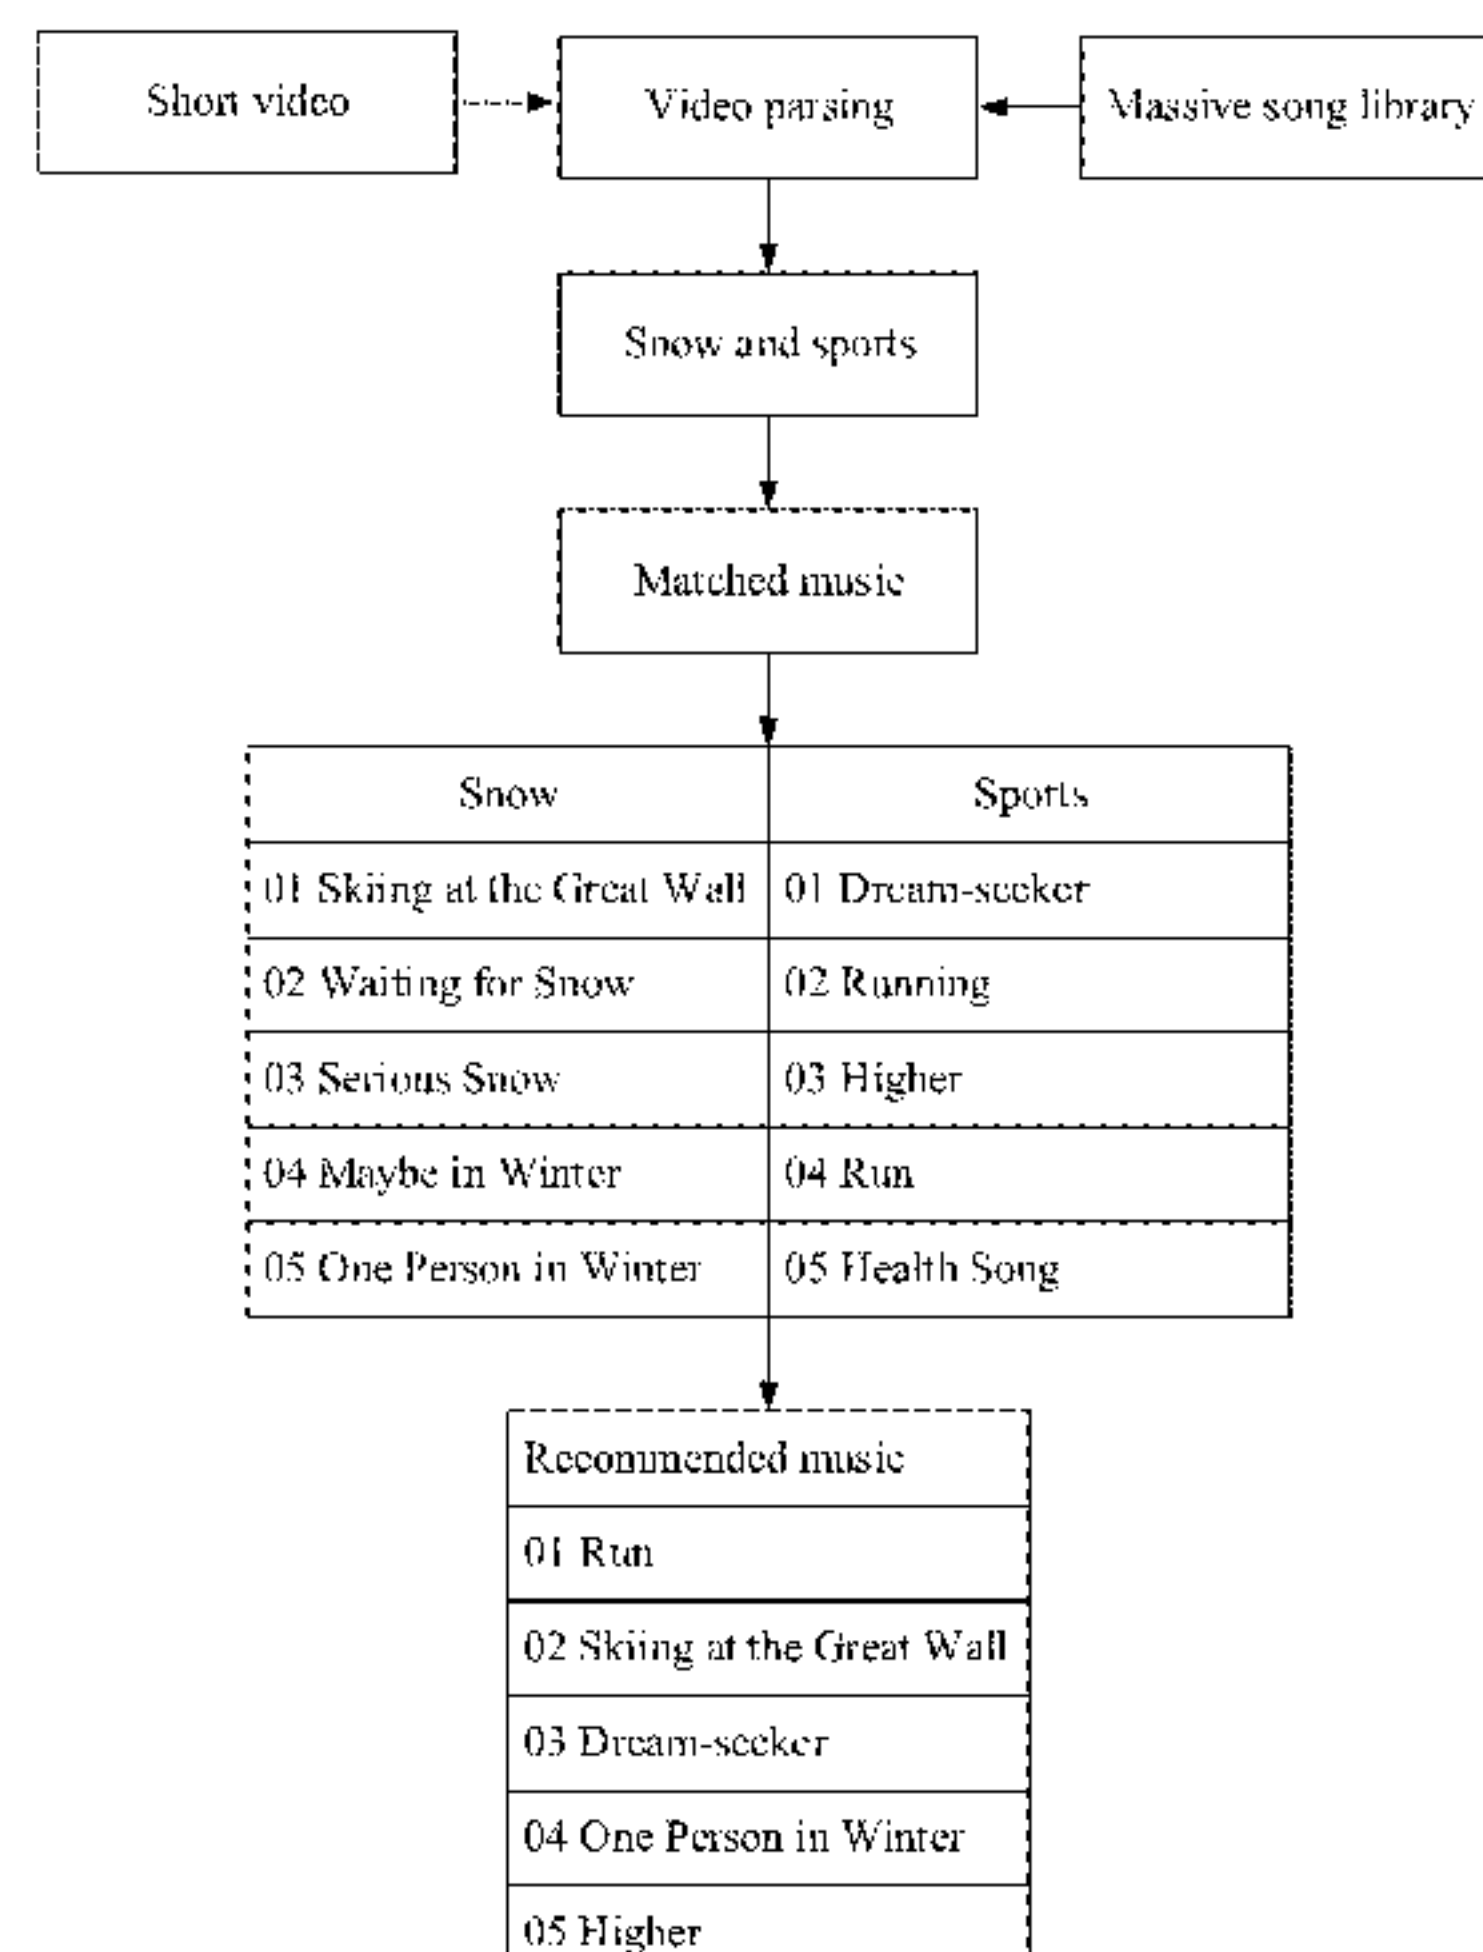 Short video
Video parsing
Massive song library
Snow and sports
Matched music
Snow
Sports
01 Skiing at the Great Wall
01 Dream-seeker
02 Waiting for Snow
02 Running
03 Serious Snow
03 Higher
04 Maybe in Winter
04 Run
05 One Person in Winter
05 Health Song
Recommended music
01 Run
02 Skiing at the Great Wall
03 Dream-seeker
04 One Person in Winter
05 Higher